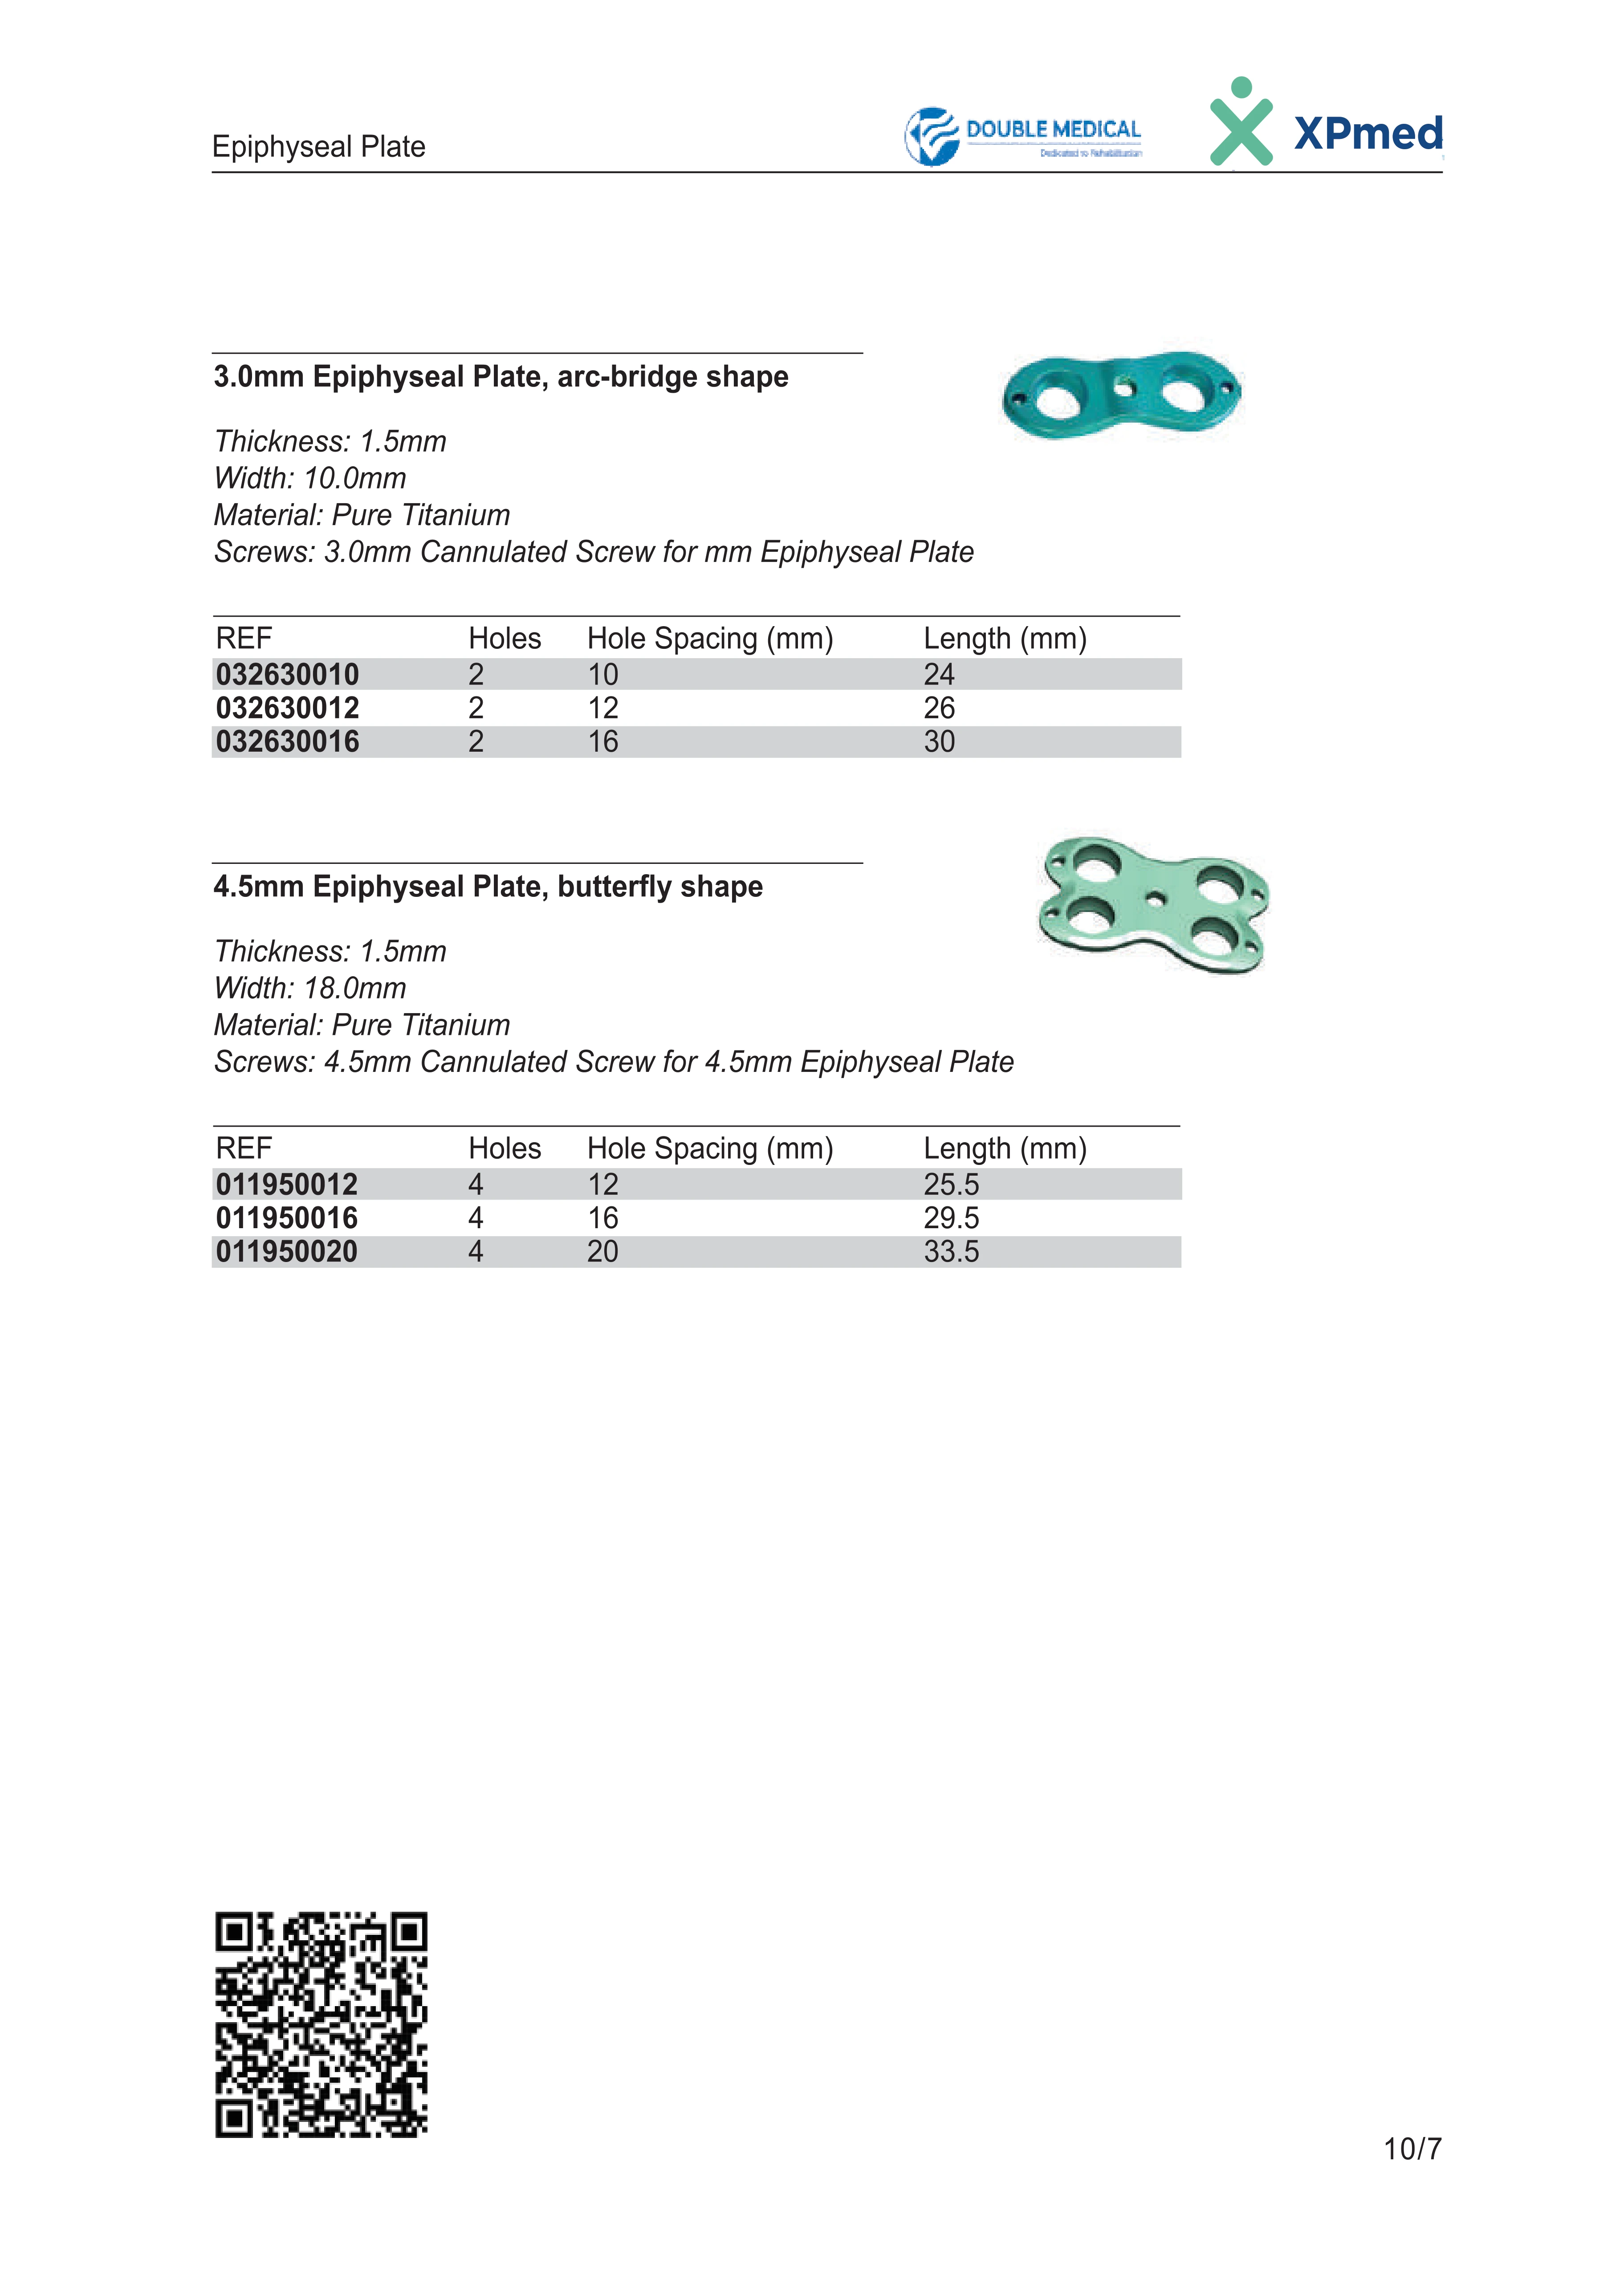 Epiphyseal Plate
DOUBLE MEDICAL
Dedicated to Rehabilitation
XPmed
3.0mm Epiphyseal Plate, arc-bridge shape
Thickness: 1.5mm
Width: 10.0mm
Material: Pure Titanium
Screws: 3.0mm Cannulated Screw for mm Epiphyseal Plate
REF Holes Hole Spacing (mm) Length (mm)
032630010 2 10 24
032630012 2 12 26
032630016 2 16 30
4.5mm Epiphyseal Plate, butterfly shape
Thickness: 1.5mm
Width: 18.0mm
Material: Pure Titanium
Screws: 4.5mm Cannulated Screw for 4.5mm Epiphyseal Plate
REF Holes Hole Spacing (mm) Length (mm)
011950012 4 12 25.5
011950016 4 16 29.5
011950020 4 20 33.5
10/7